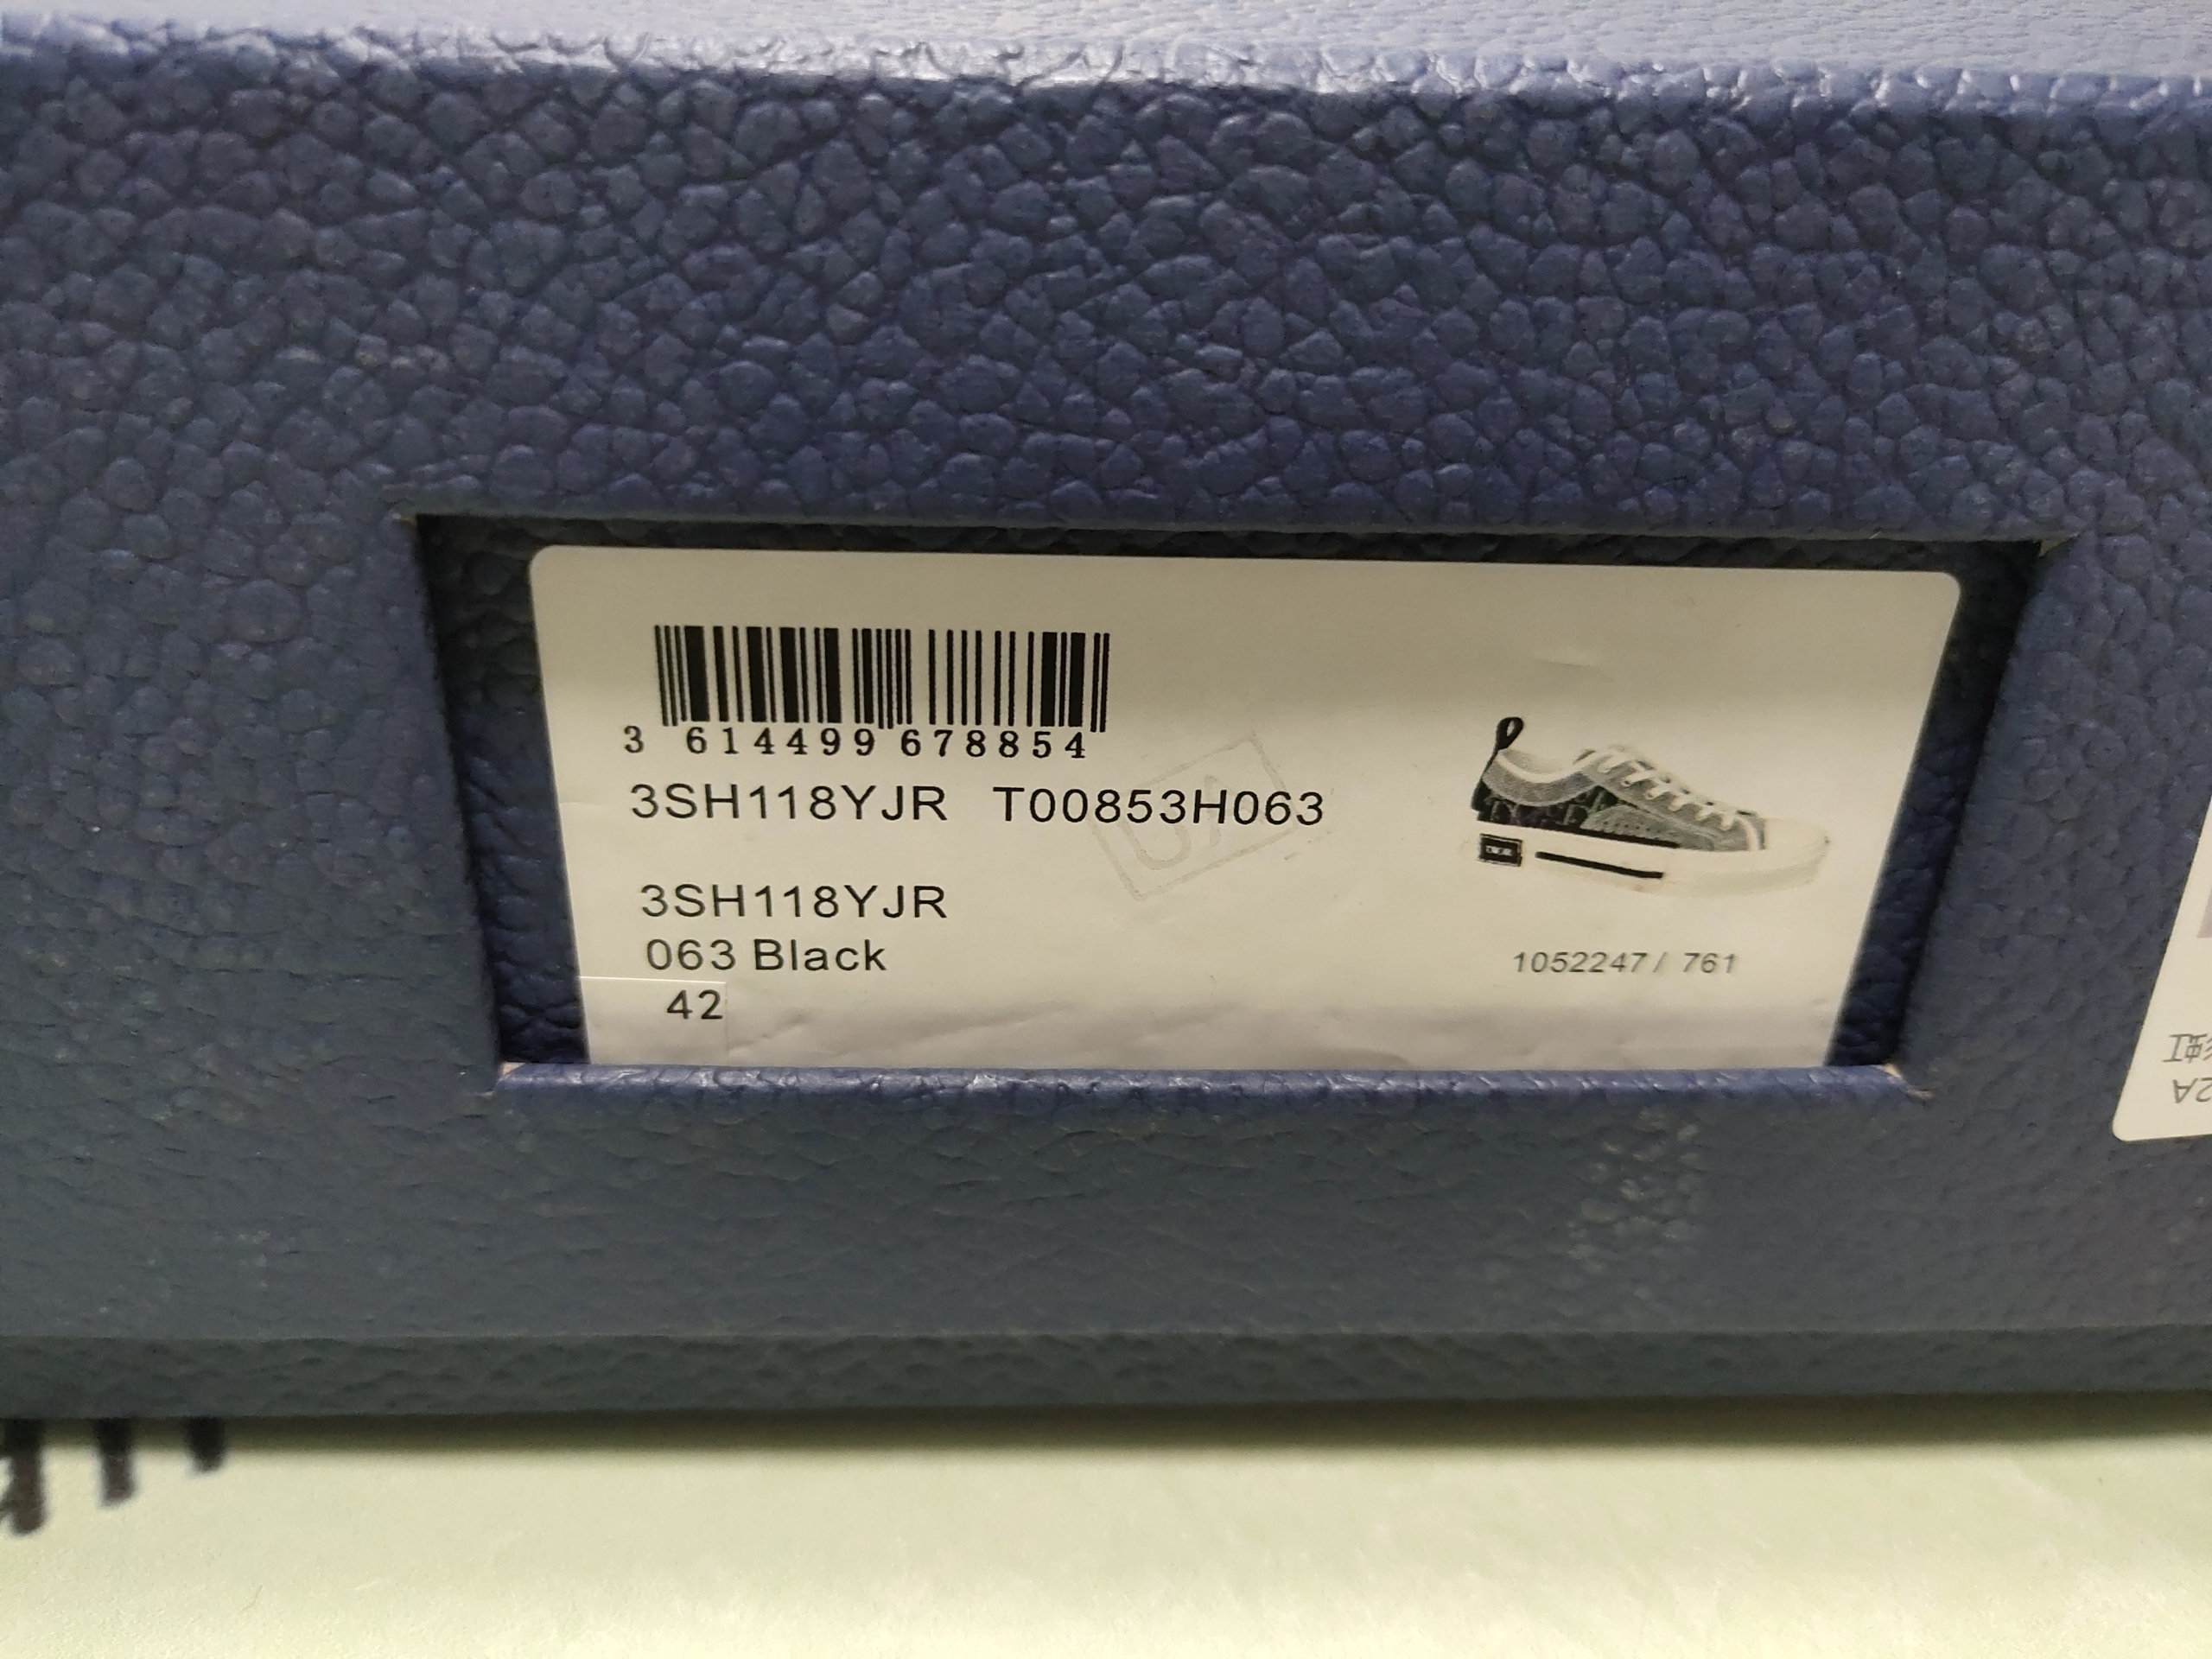 3 614499 678854
3SH118YJR T00853H063
3SH118YJR
063 Black
42
1052247 / 761